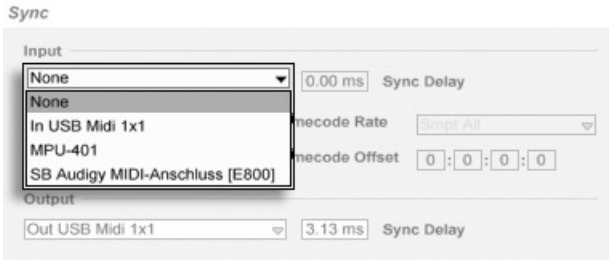 Sync
Input
None 0.00 ms Sync Delay
None
In USB Midi 1x1 mecode Rate Smpt All
MPU-401
SB Audigy MIDI-Anschluss [E800] mecode Offset 0 : 0 : 0 : 0
Output
Out USB Midi 1x1 3.13 ms Sync Delay